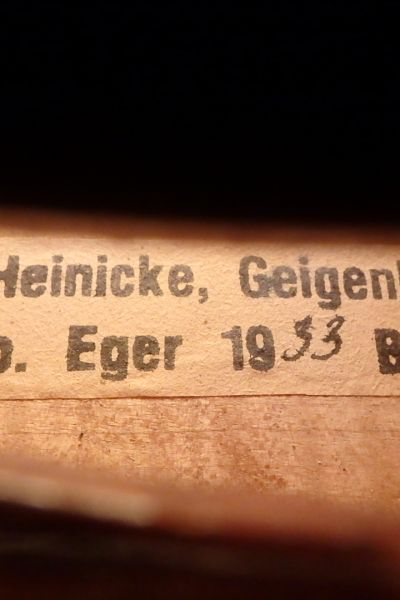 Heinicke, Geigen
. Eger 1933 B